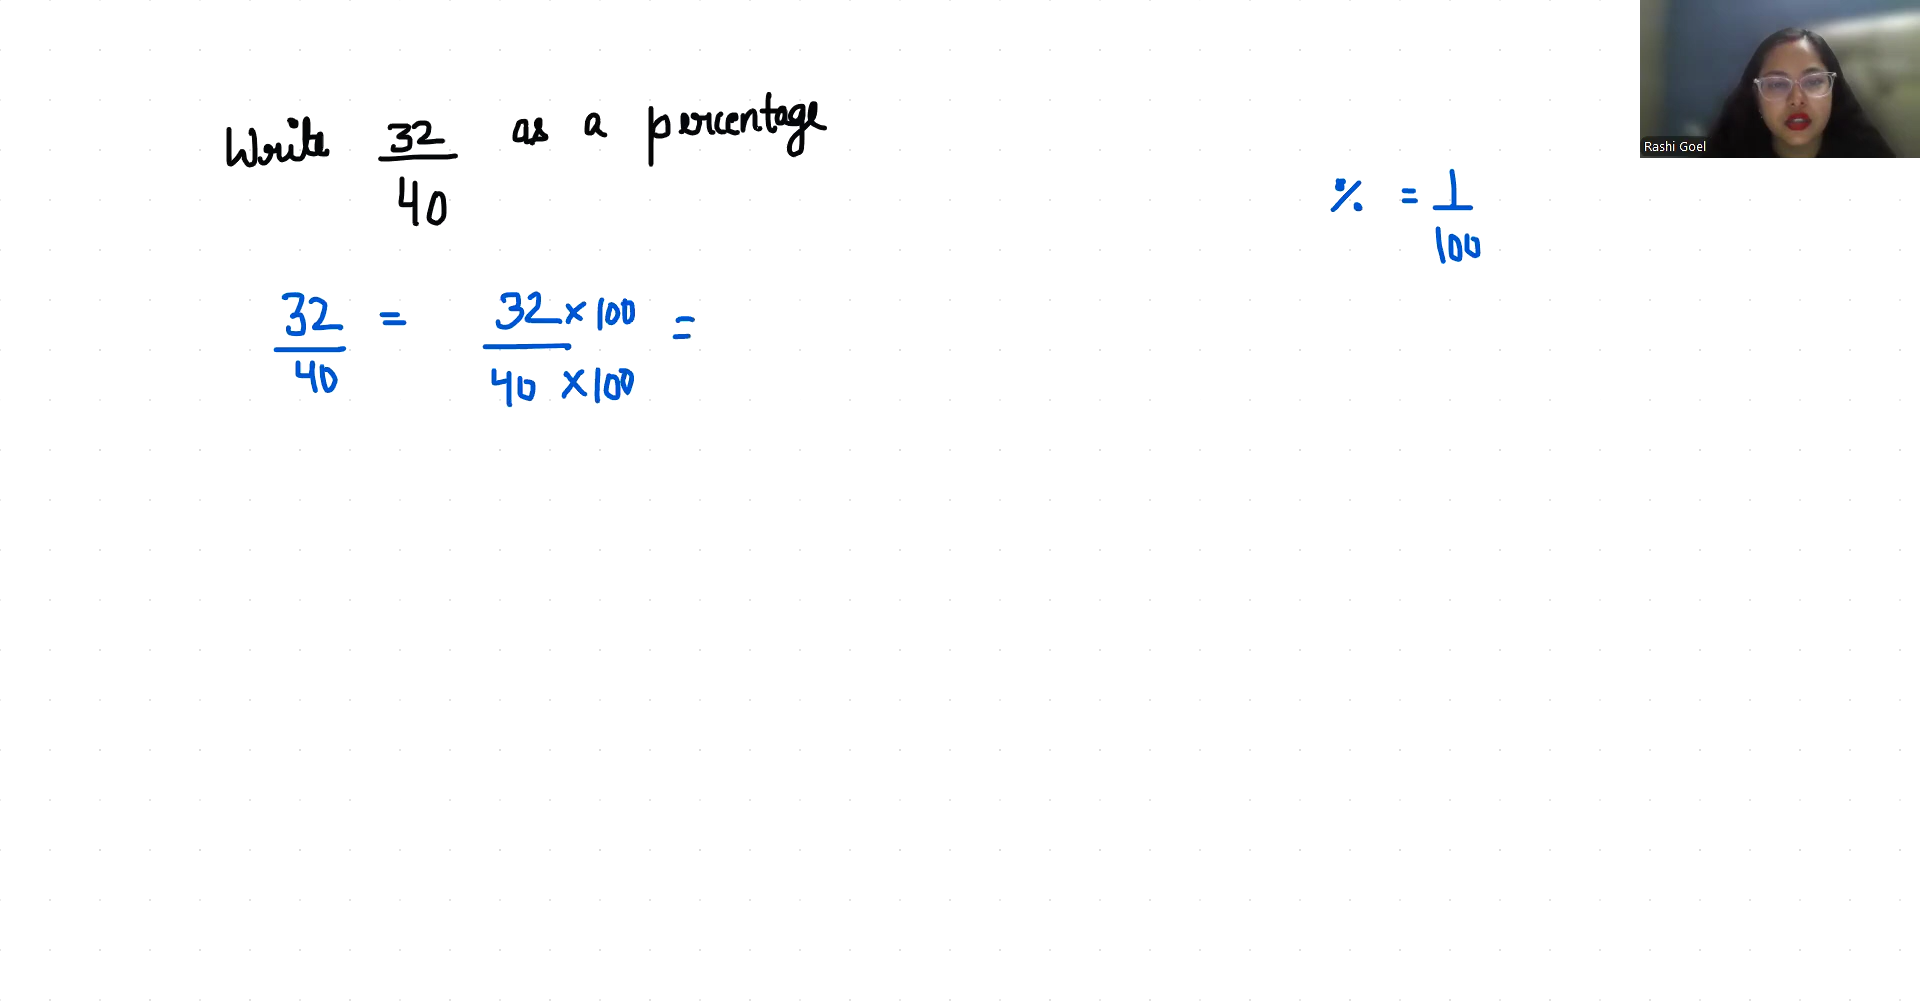 Write 32/40 as a percentage
Rashi Goel
% = 1/100
32/40 = 32 × 100 / 40 × 100 =